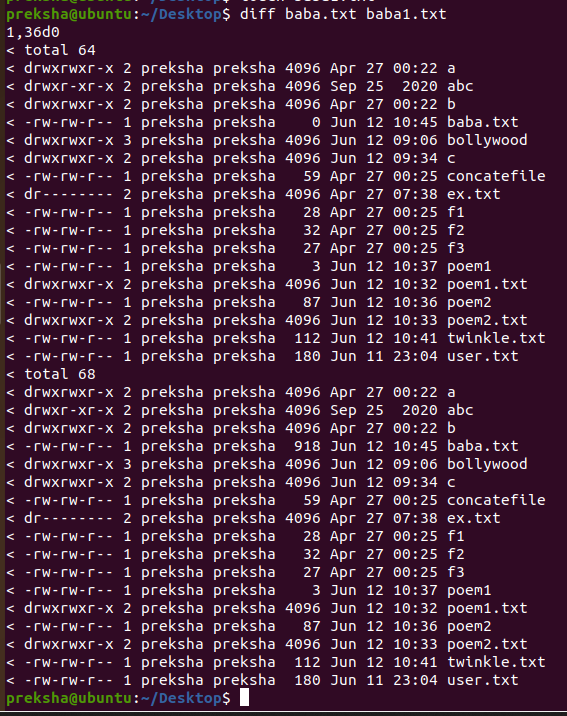 preksha@ubuntu:~/Desktop$ diff baba.txt baba1.txt
1,36d0
< total 64
< drwxrwxr-x 2 preksha preksha 4096 Apr 27 00:22 a
< drwxr-xr-x 2 preksha preksha 4096 Sep 25  2020 abc
< drwxrwxr-x 2 preksha preksha 4096 Apr 27 00:22 b
< -rw-rw-r-- 1 preksha preksha    0 Jun 12 10:45 baba.txt
< drwxrwxr-x 3 preksha preksha 4096 Jun 12 09:06 bollywood
< drwxrwxr-x 2 preksha preksha 4096 Jun 12 09:34 c
< -rw-rw-r-- 1 preksha preksha   59 Apr 27 00:25 concatefile
< dr-------- 2 preksha preksha 4096 Apr 27 07:38 ex.txt
< -rw-rw-r-- 1 preksha preksha   28 Apr 27 00:25 f1
< -rw-rw-r-- 1 preksha preksha   32 Apr 27 00:25 f2
< -rw-rw-r-- 1 preksha preksha   27 Apr 27 00:25 f3
< -rw-rw-r-- 1 preksha preksha    3 Jun 12 10:37 poem1
< drwxrwxr-x 2 preksha preksha 4096 Jun 12 10:32 poem1.txt
< -rw-rw-r-- 1 preksha preksha   87 Jun 12 10:36 poem2
< drwxrwxr-x 2 preksha preksha 4096 Jun 12 10:33 poem2.txt
< -rw-rw-r-- 1 preksha preksha  112 Jun 12 10:41 twinkle.txt
< -rw-rw-r-- 1 preksha preksha  180 Jun 11 23:04 user.txt
< total 68
< drwxrwxr-x 2 preksha preksha 4096 Apr 27 00:22 a
< drwxr-xr-x 2 preksha preksha 4096 Sep 25  2020 abc
< drwxrwxr-x 2 preksha preksha 4096 Apr 27 00:22 b
< -rw-rw-r-- 1 preksha preksha  918 Jun 12 10:45 baba.txt
< drwxrwxr-x 3 preksha preksha 4096 Jun 12 09:06 bollywood
< drwxrwxr-x 2 preksha preksha 4096 Jun 12 09:34 c
< -rw-rw-r-- 1 preksha preksha   59 Apr 27 00:25 concatefile
< dr-------- 2 preksha preksha 4096 Apr 27 07:38 ex.txt
< -rw-rw-r-- 1 preksha preksha   28 Apr 27 00:25 f1
< -rw-rw-r-- 1 preksha preksha   32 Apr 27 00:25 f2
< -rw-rw-r-- 1 preksha preksha   27 Apr 27 00:25 f3
< -rw-rw-r-- 1 preksha preksha    3 Jun 12 10:37 poem1
< drwxrwxr-x 2 preksha preksha 4096 Jun 12 10:32 poem1.txt
< -rw-rw-r-- 1 preksha preksha   87 Jun 12 10:36 poem2
< drwxrwxr-x 2 preksha preksha 4096 Jun 12 10:33 poem2.txt
< -rw-rw-r-- 1 preksha preksha  112 Jun 12 10:41 twinkle.txt
< -rw-rw-r-- 1 preksha preksha  180 Jun 11 23:04 user.txt
preksha@ubuntu:~/Desktop$